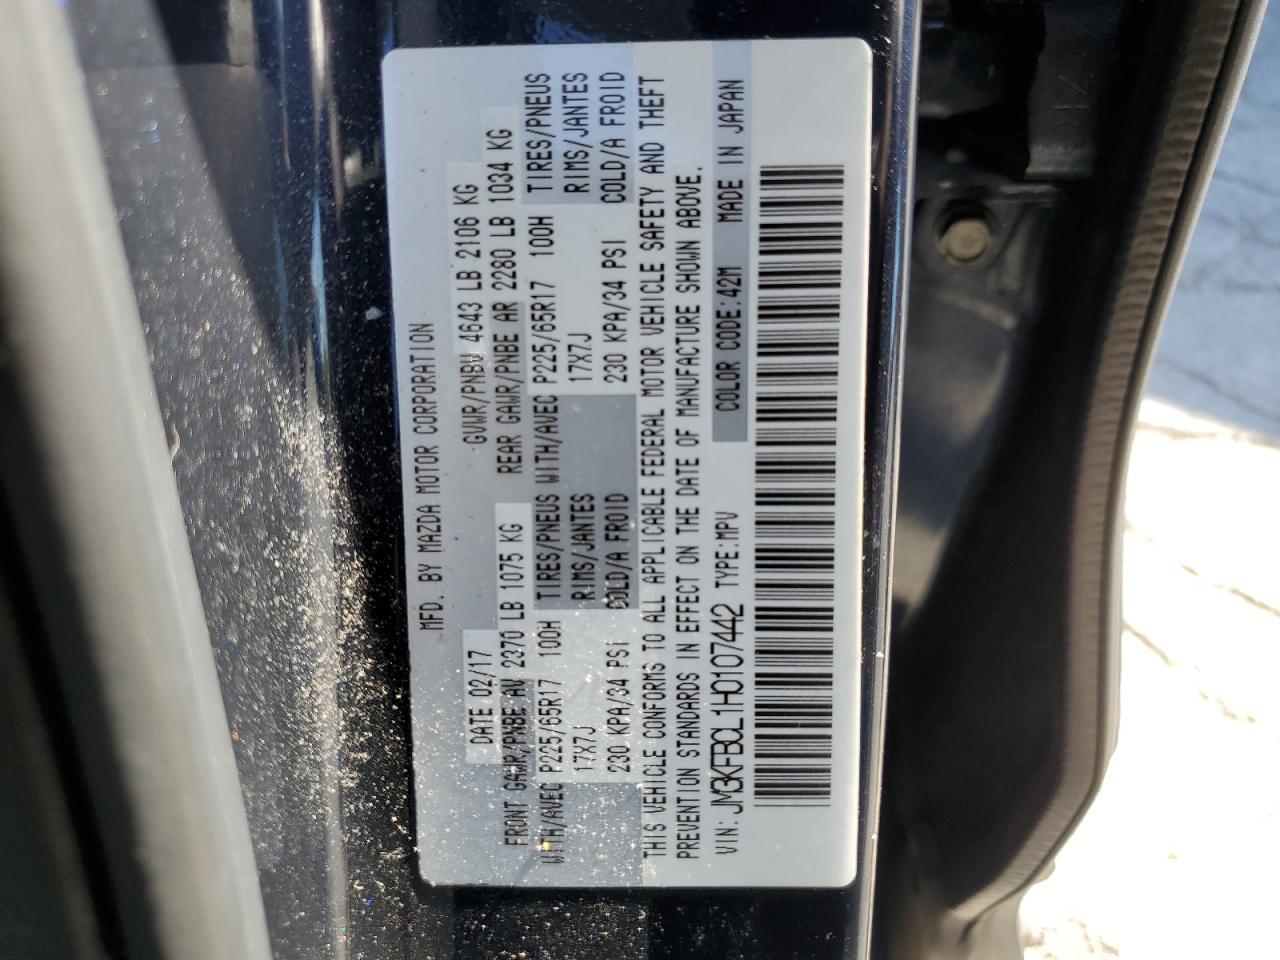 MFD. BY MAZDA MOTOR CORPORATION
DATE 02/17 GVWR/PNBV 4643 LB 2106 KG
FRONT GAWR/PNBE AV 2370 LB 1075 KG REAR GAWR/PNBE AR 2280 LB 1034 KG
WITH/AVEC P225/65R17 100H TIRES/PNEUS WITH/AVEC P225/65R17 100H TIRES/PNEUS
17X7J RIMS/JANTES 17X7J RIMS/JANTES
230 KPA/34 PSI COLD/A FROID 230 KPA/34 PSI COLD/A FROID
THIS VEHICLE CONFORMS TO ALL APPLICABLE FEDERAL MOTOR VEHICLE SAFETY AND THEFT
PREVENTION STANDARDS IN EFFECT ON THE DATE OF MANUFACTURE SHOWN ABOVE.
VIN: JM3KFBCL1H0107442 TYPE:MPV COLOR CODE:42M MADE IN JAPAN